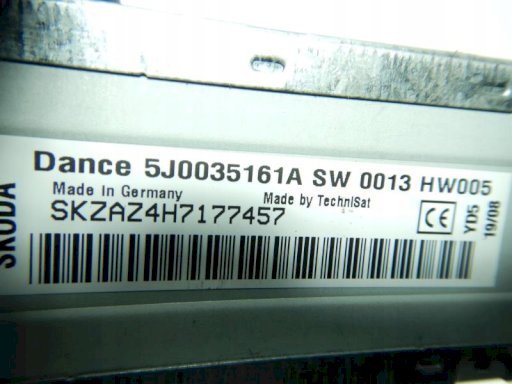 Dance 5J0035161A SW 0013 HW005
Made in Germany
Made by TechniSat
SKZAZ4H7177457
CE
YD5
19/08
SKODA